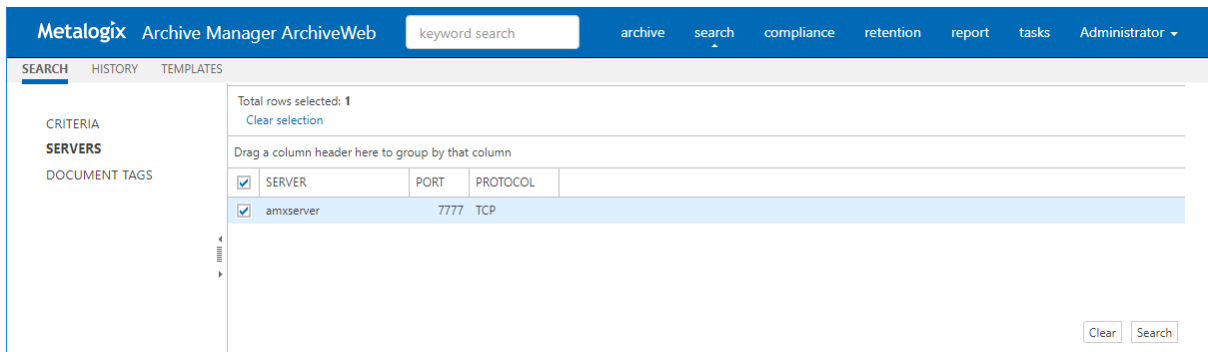 Metalogix Archive Manager ArchiveWeb keyword search archive search compliance retention report tasks Administrator
SEARCH HISTORY TEMPLATES
CRITERIA
SERVERS
DOCUMENT TAGS
Total rows selected: 1
Clear selection
Drag a column header here to group by that column
SERVER PORT PROTOCOL
amxserver 7777 TCP
Clear Search